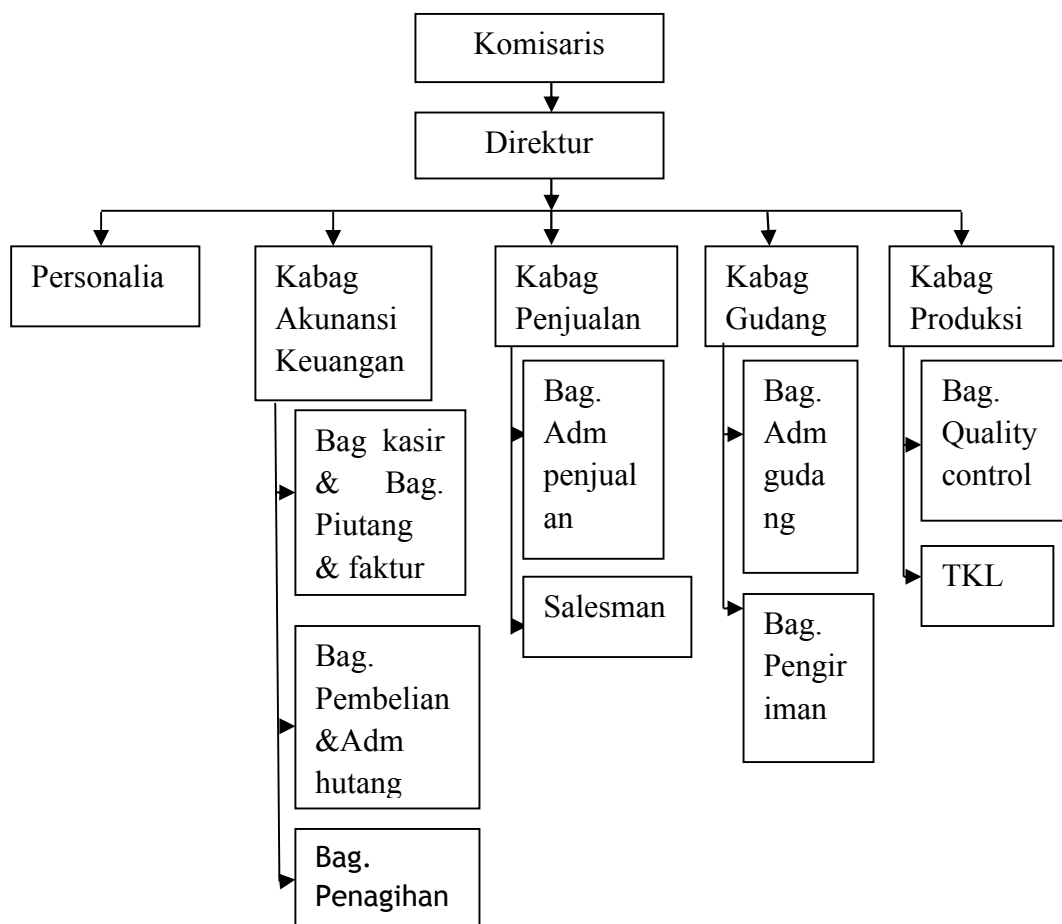 Komisaris
Direktur
Personalia
Kabag
Akunansi
Keuangan
Kabag
Penjualan
Kabag
Gudang
Kabag
Produksi
Bag kasir
& Bag.
Piutang
& faktur
Bag.
Pembelian
&Adm
hutang
Bag.
Penagihan
Bag.
Adm
penjual
an
Salesman
Bag.
Adm
guda
ng
Bag.
Pengir
iman
Bag.
Quality
control
TKL